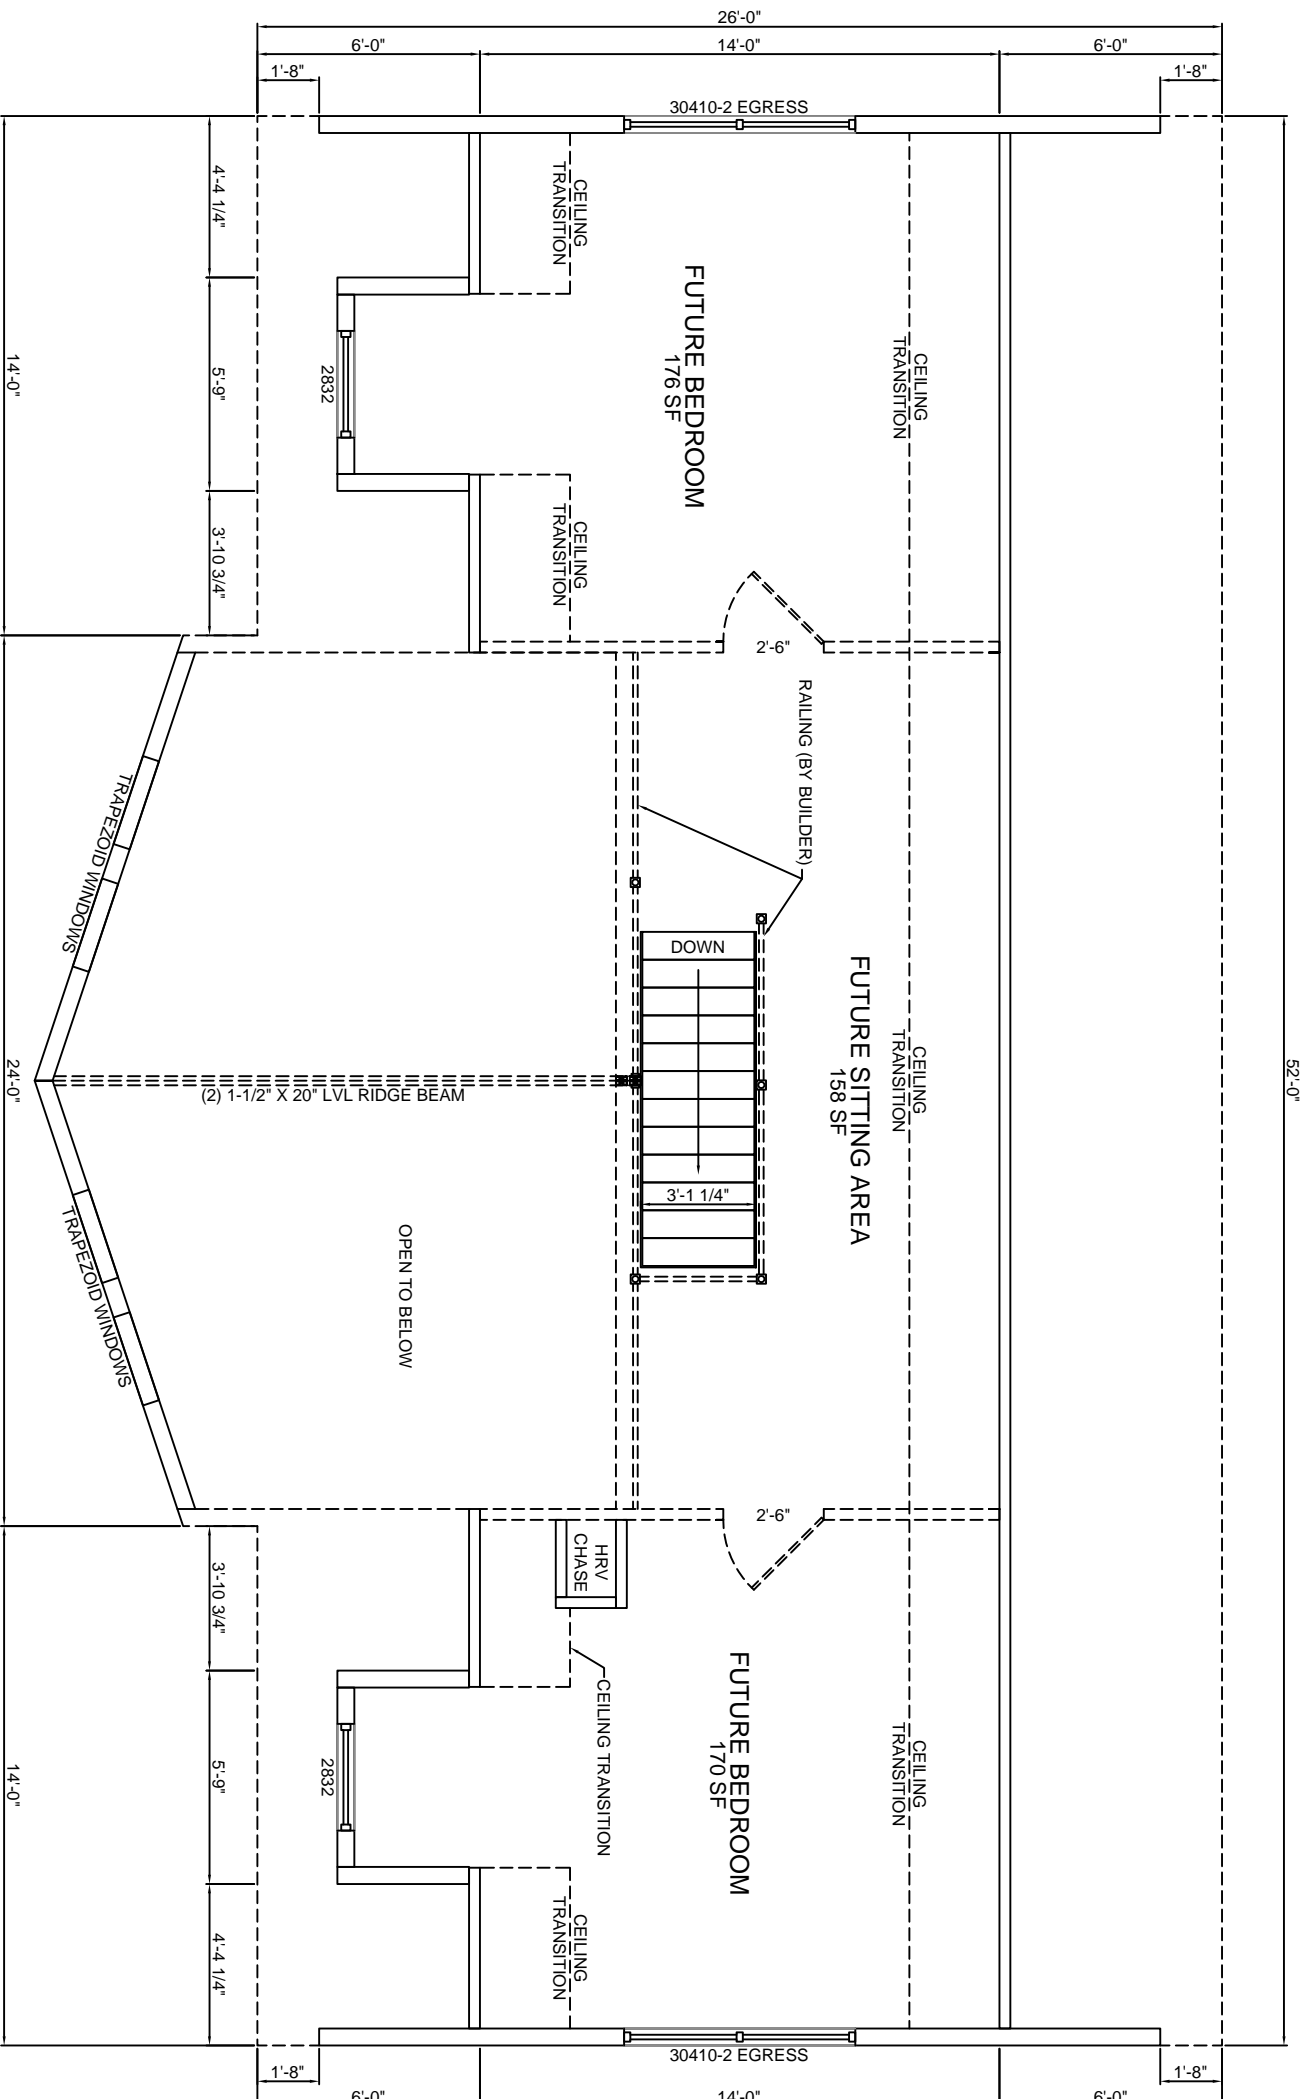 26'-0"
6'-0"
14'-0"
6'-0"
1'-8"
1'-8"
30410-2 EGRESS
4'-4 1/4"
CEILING
TRANSITION
FUTURE BEDROOM
176 SF
CEILING
TRANSITION
14'-0"
5'-9"
2832
3'-10 3/4"
CEILING
TRANSITION
2'-6"
RAILING (BY BUILDER)
TRAPEZOID WINDOWS
DOWN
FUTURE SITTING AREA
158 SF
CEILING
TRANSITION
52'-0"
24'-0"
(2) 1-1/2" X 20" LVL RIDGE BEAM
3'-1 1/4"
TRAPEZOID WINDOWS
OPEN TO BELOW
2'-6"
HRV
CHASE
3'-10 3/4"
FUTURE BEDROOM
170 SF
CEILING TRANSITION
CEILING
TRANSITION
14'-0"
5'-9"
2832
4'-4 1/4"
CEILING
TRANSITION
30410-2 EGRESS
1'-8"
1'-8"
6'-0"
14'-0"
6'-0"